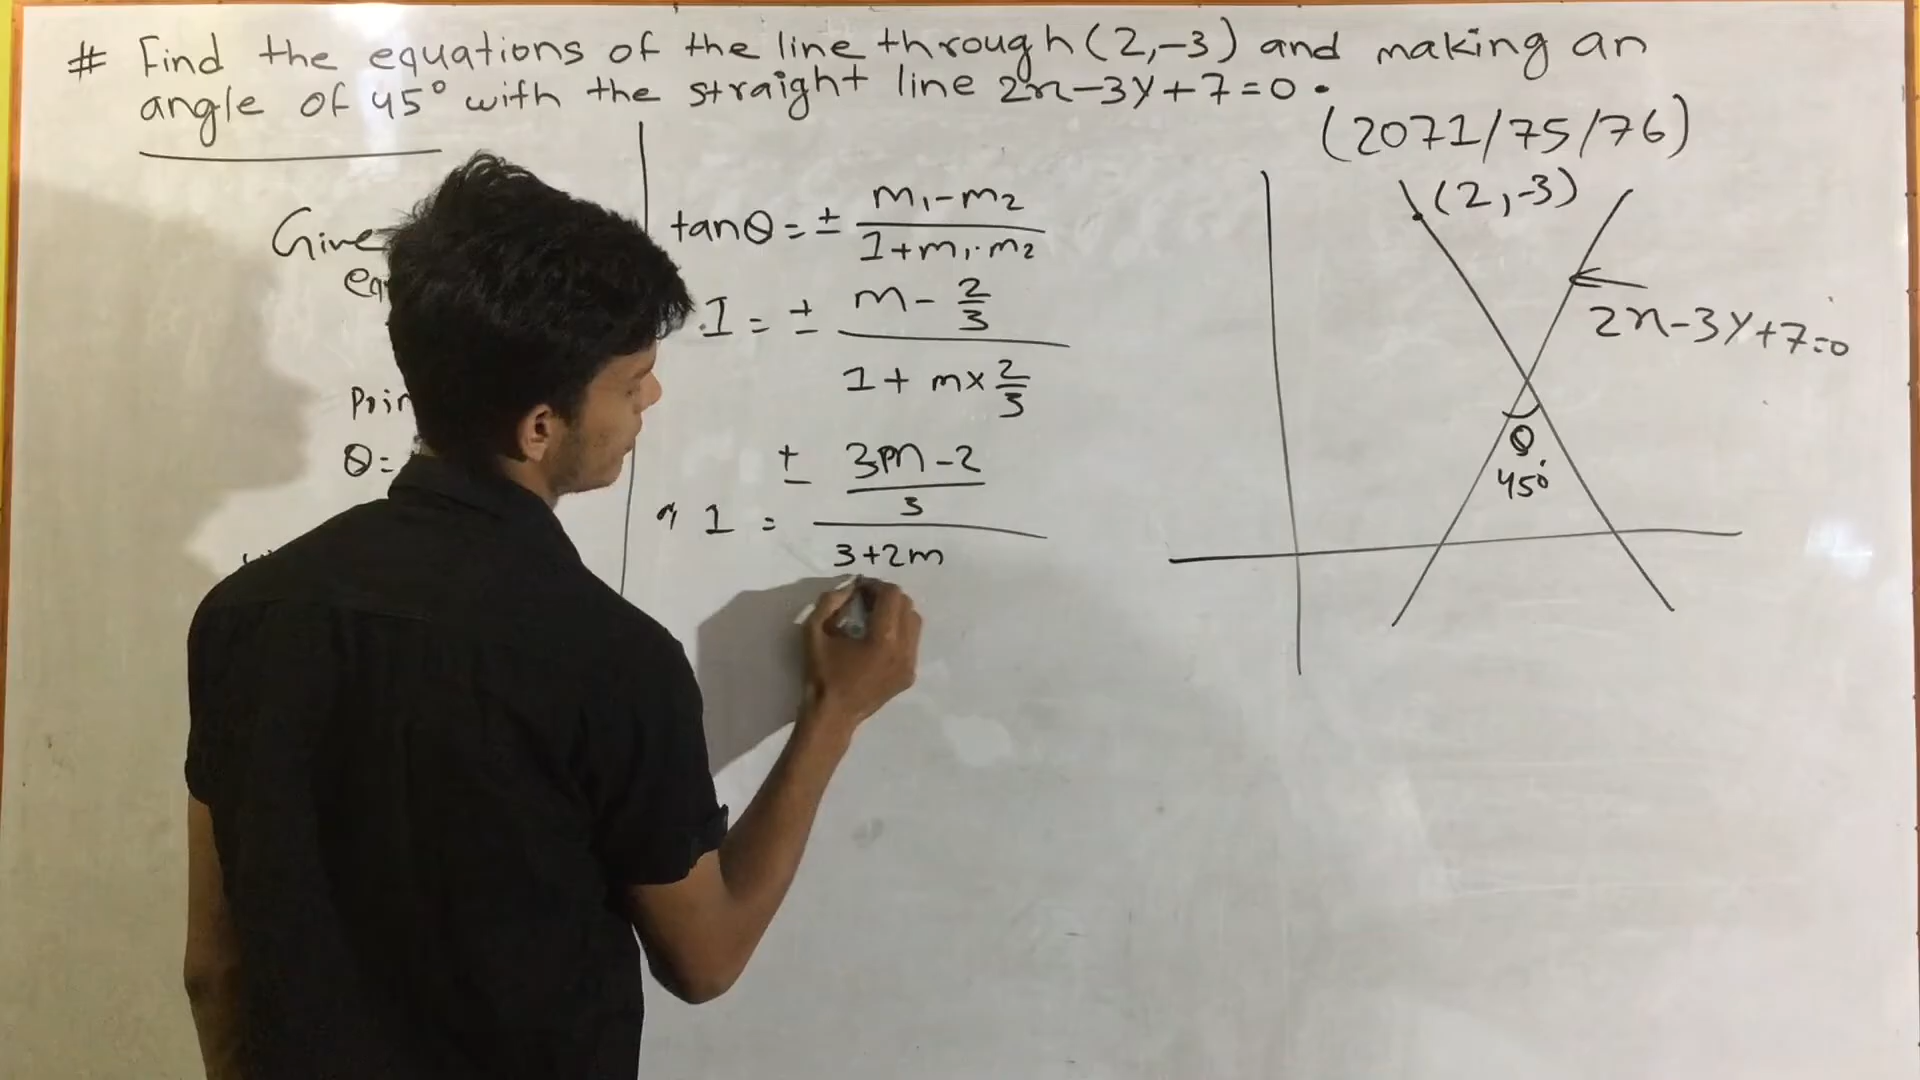 # Find the equations of the line through (2,-3) and making an
angle of 45° with the straight line 2x-3y+7=0.
(2071/75/76)
θ=
tanθ = ± m₁-m₂ / 1+m₁.m₂
1 = ± m - 2/3 / 1 + m×2/3
1 = ± 3m-2 / 3 / 3+2m
(2,-3)
2x-3y+7=0
θ
45°